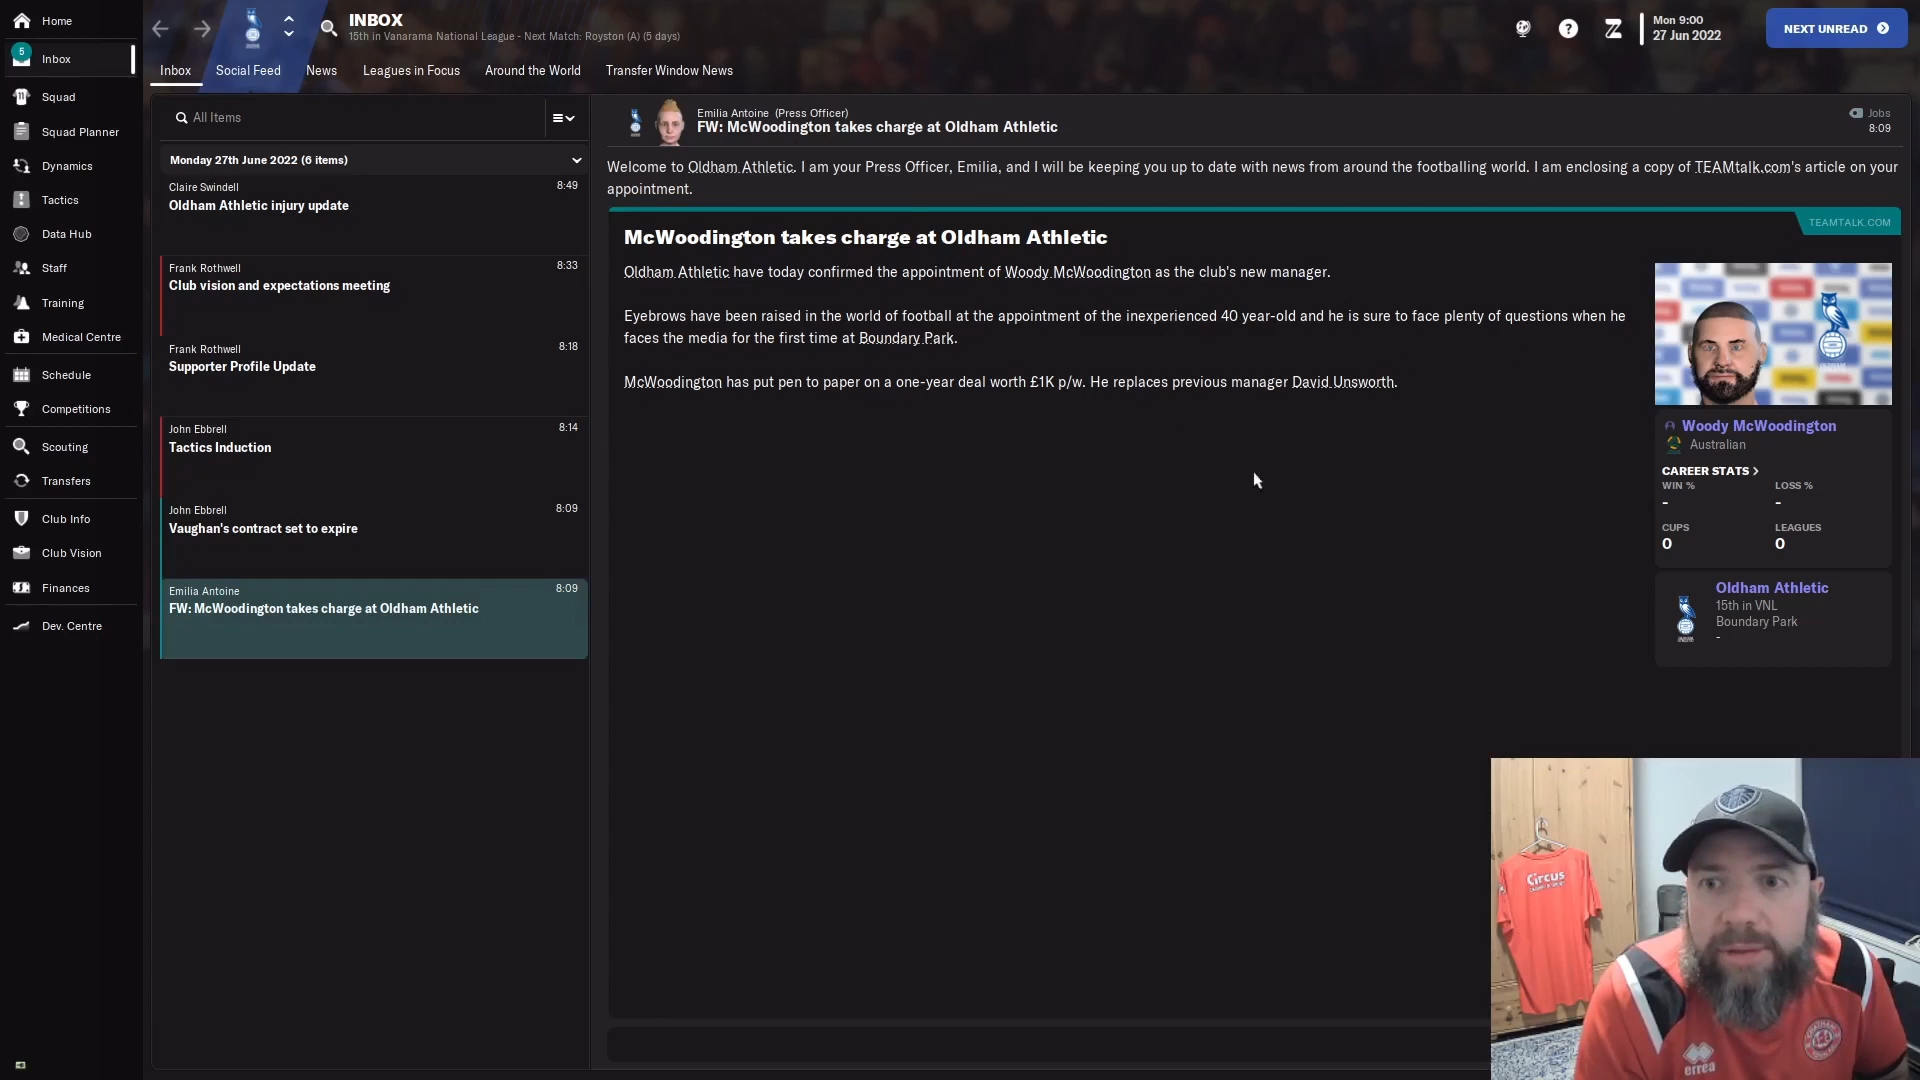 Home
5
Inbox
Squad
Squad Planner
Dynamics
Tactics
Data Hub
Staff
Training
Medical Centre
Schedule
Competitions
Scouting
Transfers
Club Info
Club Vision
Finances
Dev. Centre
INBOX
15th in Vanarama National League - Next Match: Royston (A) (5 days)
Mon 9:00
27 Jun 2022
NEXT UNREAD
Inbox Social Feed News Leagues in Focus Around the World Transfer Window News
All Items
Monday 27th June 2022 (6 items)
Claire Swindell 8:49
Oldham Athletic injury update
Frank Rothwell 8:33
Club vision and expectations meeting
Frank Rothwell 8:18
Supporter Profile Update
John Ebbrell 8:14
Tactics Induction
John Ebbrell 8:09
Vaughan's contract set to expire
Emilia Antoine 8:09
FW: McWoodington takes charge at Oldham Athletic
Emilia Antoine (Press Officer)
FW: McWoodington takes charge at Oldham Athletic
Jobs
8:09
Welcome to Oldham Athletic. I am your Press Officer, Emilia, and I will be keeping you up to date with news from around the footballing world. I am enclosing a copy of TEAMtalk.com's article on your
appointment.
TEAMTALK.COM
McWoodington takes charge at Oldham Athletic
Oldham Athletic have today confirmed the appointment of Woody McWoodington as the club's new manager.
Eyebrows have been raised in the world of football at the appointment of the inexperienced 40 year-old and he is sure to face plenty of questions when he
faces the media for the first time at Boundary Park.
McWoodington has put pen to paper on a one-year deal worth £1K p/w. He replaces previous manager David Unsworth.
Woody McWoodington
Australian
CAREER STATS
WIN % LOSS %
- -
CUPS LEAGUES
0 0
Oldham Athletic
15th in VNL
Boundary Park
-
Circus
errea